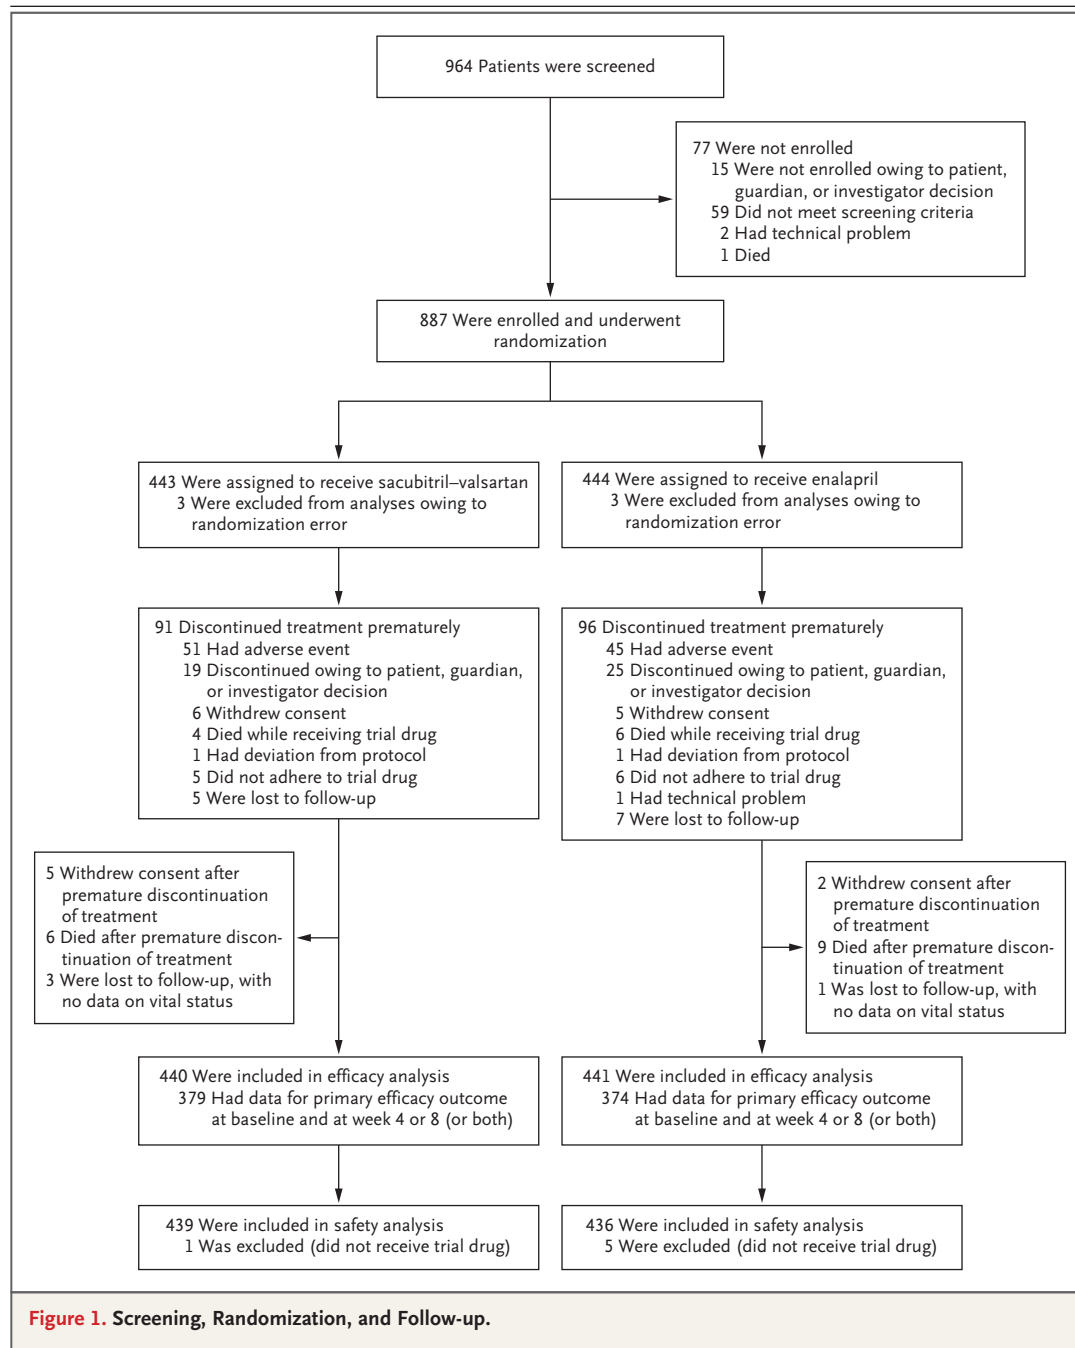 964 Patients were screened
77 Were not enrolled
15 Were not enrolled owing to patient,
guardian, or investigator decision
59 Did not meet screening criteria
2 Had technical problem
1 Died
887 Were enrolled and underwent
randomization
443 Were assigned to receive sacubitril–valsartan
3 Were excluded from analyses owing to
randomization error
444 Were assigned to receive enalapril
3 Were excluded from analyses owing to
randomization error
91 Discontinued treatment prematurely
51 Had adverse event
19 Discontinued owing to patient, guardian,
or investigator decision
6 Withdrew consent
4 Died while receiving trial drug
1 Had deviation from protocol
5 Did not adhere to trial drug
5 Were lost to follow-up
96 Discontinued treatment prematurely
45 Had adverse event
25 Discontinued owing to patient, guardian,
or investigator decision
5 Withdrew consent
6 Died while receiving trial drug
1 Had deviation from protocol
6 Did not adhere to trial drug
1 Had technical problem
7 Were lost to follow-up
5 Withdrew consent after
premature discontinuation
of treatment
6 Died after premature discon-
tinuation of treatment
3 Were lost to follow-up, with
no data on vital status
2 Withdrew consent after
premature discontinuation
of treatment
9 Died after premature discon-
tinuation of treatment
1 Was lost to follow-up, with
no data on vital status
440 Were included in efficacy analysis
379 Had data for primary efficacy outcome
at baseline and at week 4 or 8 (or both)
441 Were included in efficacy analysis
374 Had data for primary efficacy outcome
at baseline and at week 4 or 8 (or both)
439 Were included in safety analysis
1 Was excluded (did not receive trial drug)
436 Were included in safety analysis
5 Were excluded (did not receive trial drug)
Figure 1. Screening, Randomization, and Follow-up.